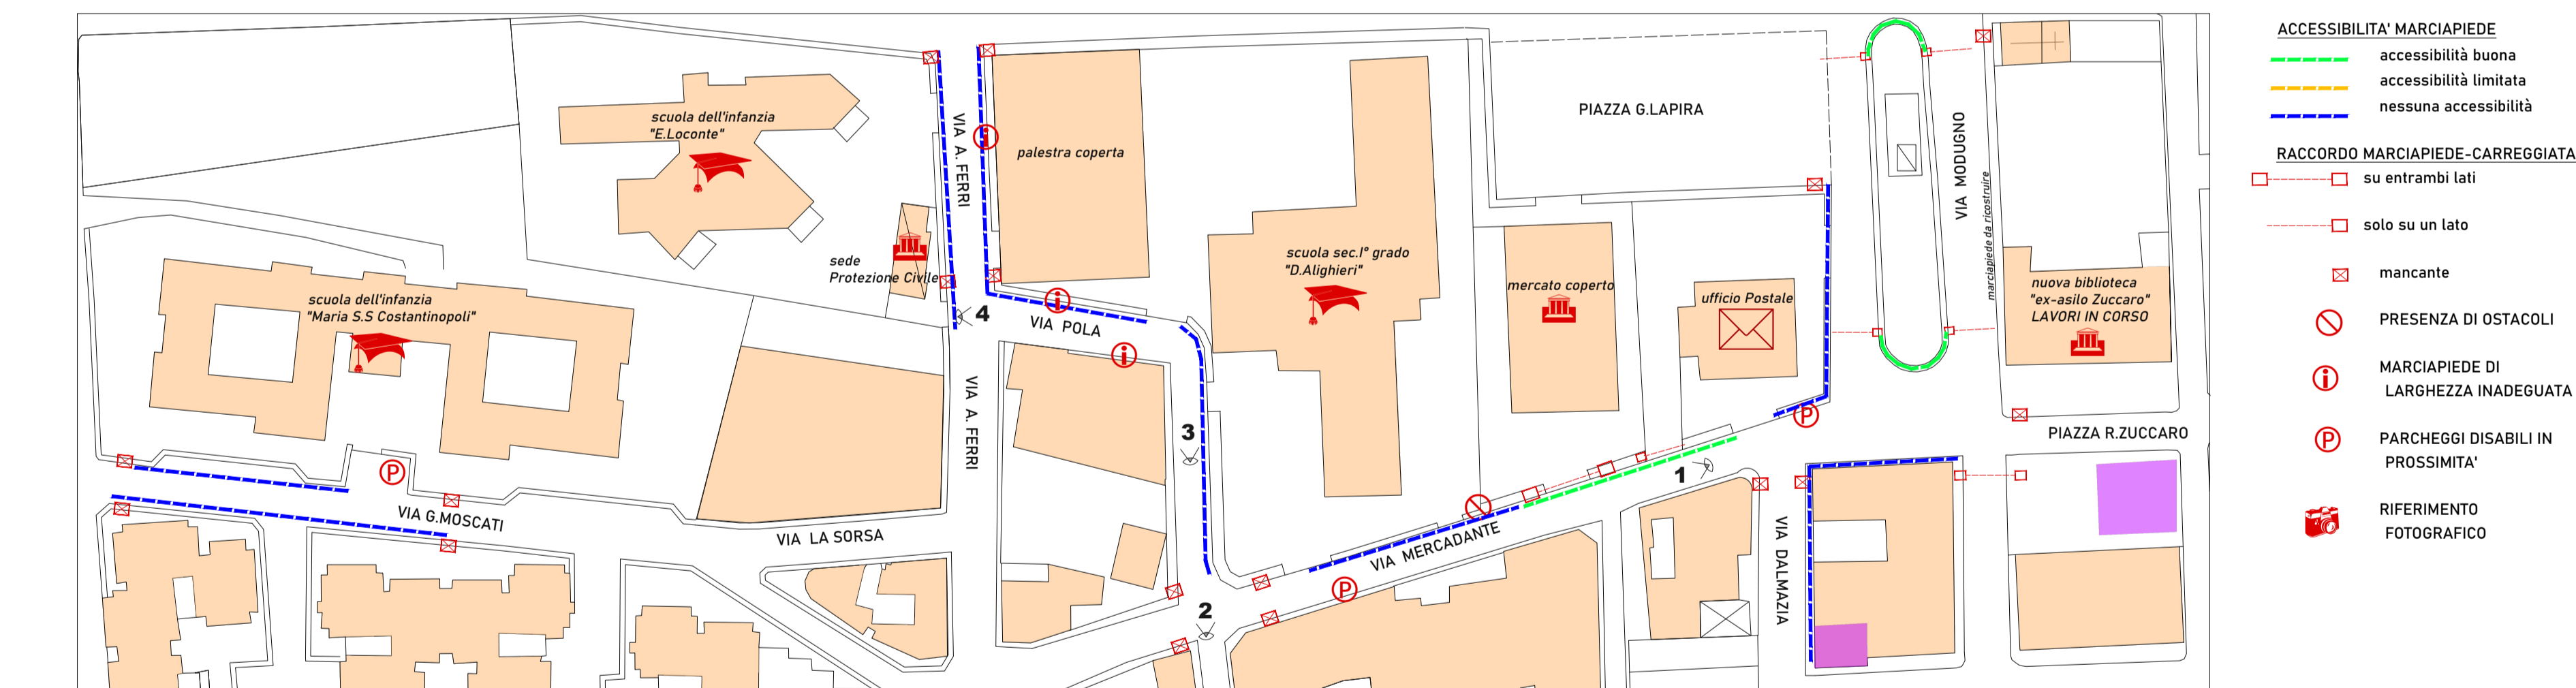 scuola dell'infanzia
"E.Loconte"
VIA A. FERRI
palestra coperta
PIAZZA G.LAPIRA
VIA MODUGNO
marciapiede da ricostruire
sede
Protezione Civile
scuola dell'infanzia
"Maria S.S Costantinopoli"
4
VIA POLA
scuola sec.I° grado
"D.Alighieri"
mercato coperto
ufficio Postale
nuova biblioteca
"ex-asilo Zuccaro"
LAVORI IN CORSO
VIA A. FERRI
3
1
P
P
PIAZZA R.ZUCCARO
VIA G.MOSCATI
VIA LA SORSA
VIA MERCADANTE
P
2
VIA DALMAZIA
ACCESSIBILITA' MARCIAPIEDE
accessibilità buona
accessibilità limitata
nessuna accessibilità
RACCORDO MARCIAPIEDE-CARREGGIATA
su entrambi lati
solo su un lato
mancante
PRESENZA DI OSTACOLI
MARCIAPIEDE DI
LARGHEZZA INADEGUATA
P
PARCHEGGI DISABILI IN
PROSSIMITA'
RIFERIMENTO
FOTOGRAFICO